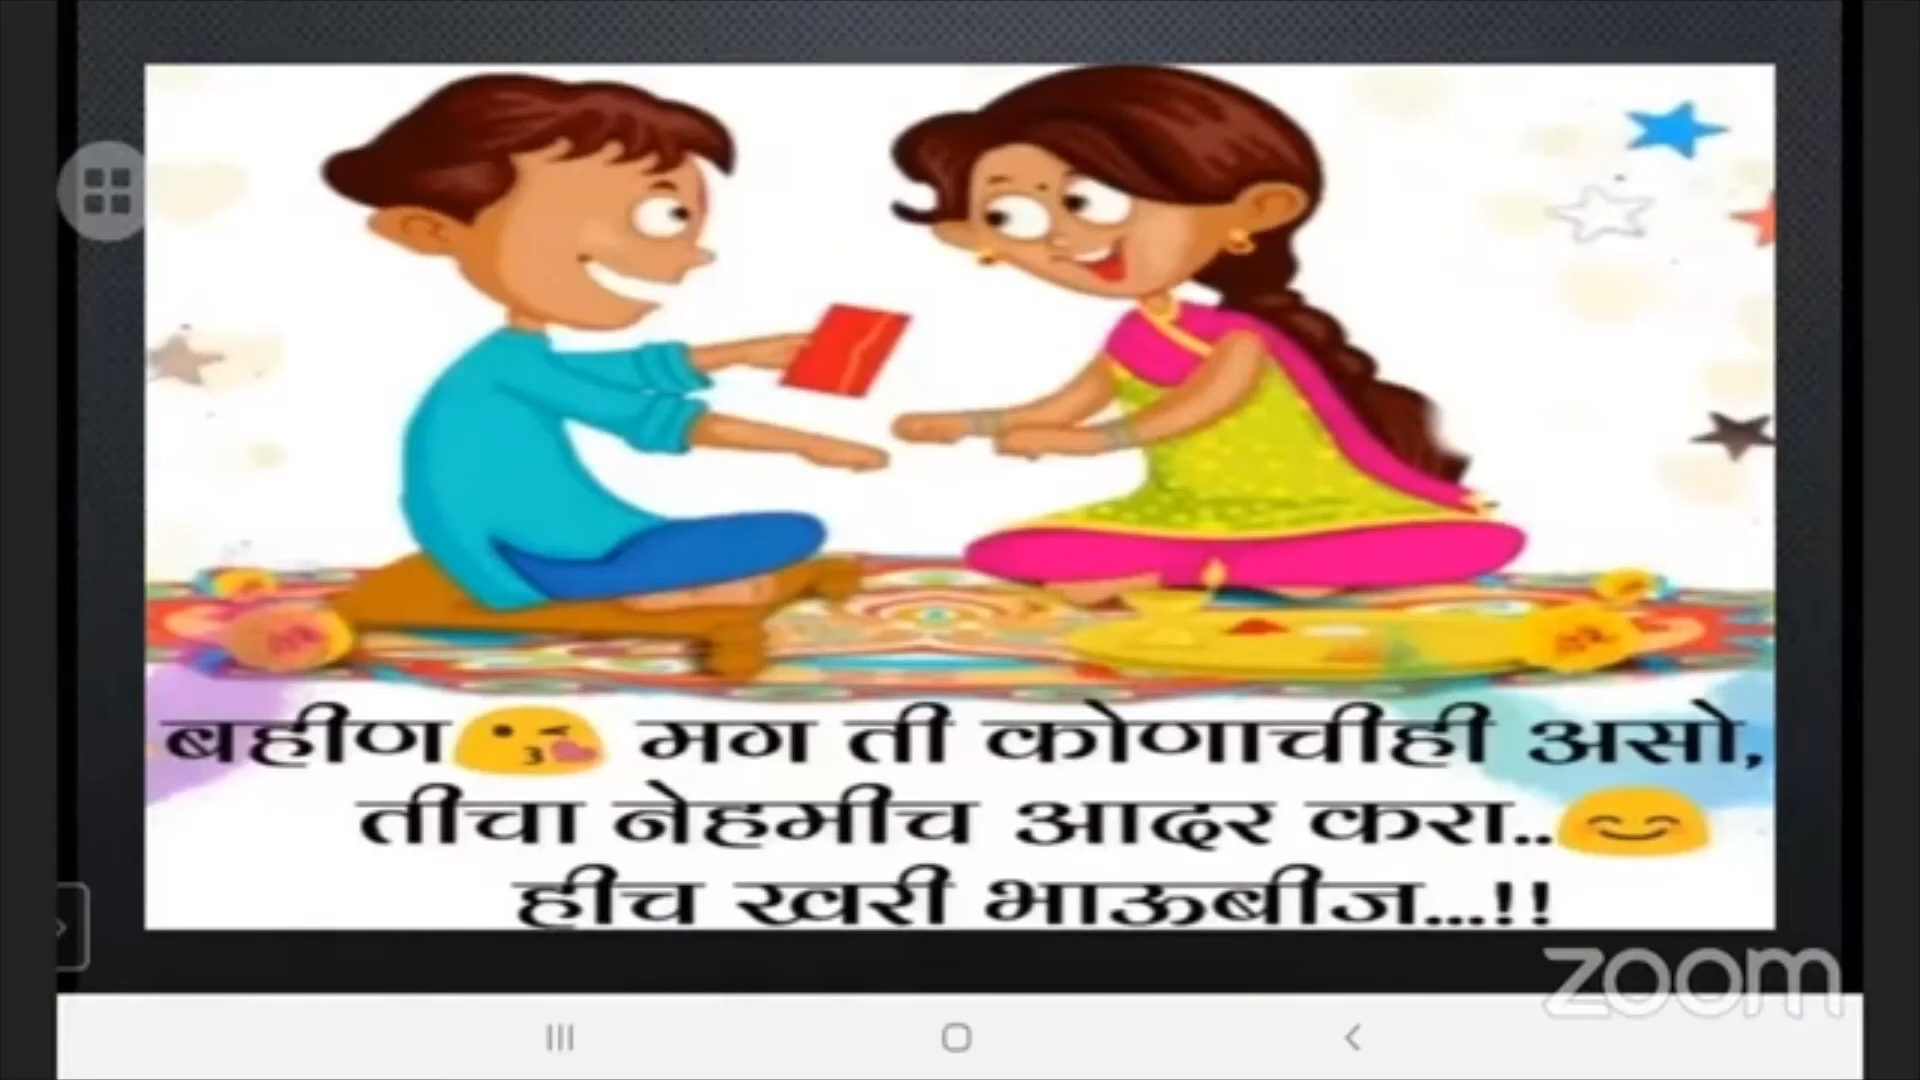 बहीण😘 मग ती कोणाचीही असो,
तीचा नेहमीच आदर करा..😊
हीच खरी भाऊबीज...!!
zoom